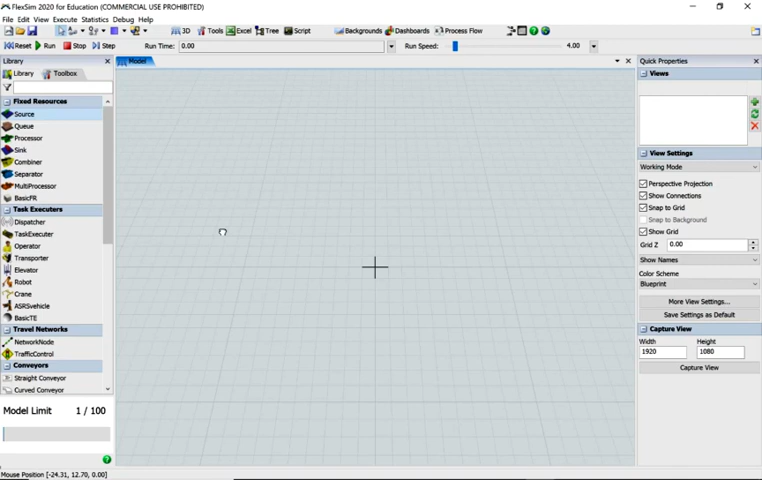 FlexSim 2020 for Education (COMMERCIAL USE PROHIBITED)
File Edit View Execute Statistics Debug Help
3D Tools Excel Tree Script Backgrounds Dashboards Process Flow
Reset Run Stop Step Run Time: 0.00 Run Speed: 4.00
Library
Library Toolbox
Fixed Resources
Source
Queue
Processor
Sink
Combiner
Separator
MultiProcessor
BasicFR
Task Executers
Dispatcher
TaskExecuter
Operator
Transporter
Elevator
Robot
Crane
ASRSvehicle
BasicTE
Travel Networks
NetworkNode
TrafficControl
Conveyors
Straight Conveyor
Curved Conveyor
Model Limit 1 / 100
Model
Quick Properties
Views
View Settings
Working Mode
Perspective Projection
Show Connections
Snap to Grid
Snap to Background
Show Grid
Grid Z 0.00
Show Names
Color Scheme
Blueprint
More View Settings...
Save Settings as Default
Capture View
Width Height
1920 1080
Capture View
Mouse Position [-24.31, 12.70, 0.00]